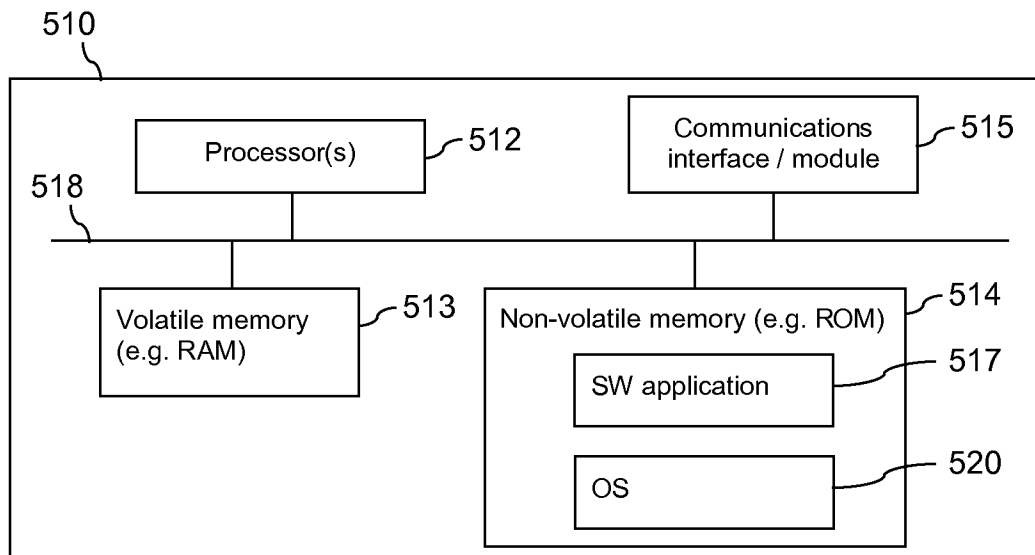 510
Processor(s)
512
Communications
interface / module
515
518
Volatile memory
(e.g. RAM)
513
Non-volatile memory (e.g. ROM)
514
SW application
517
OS
520